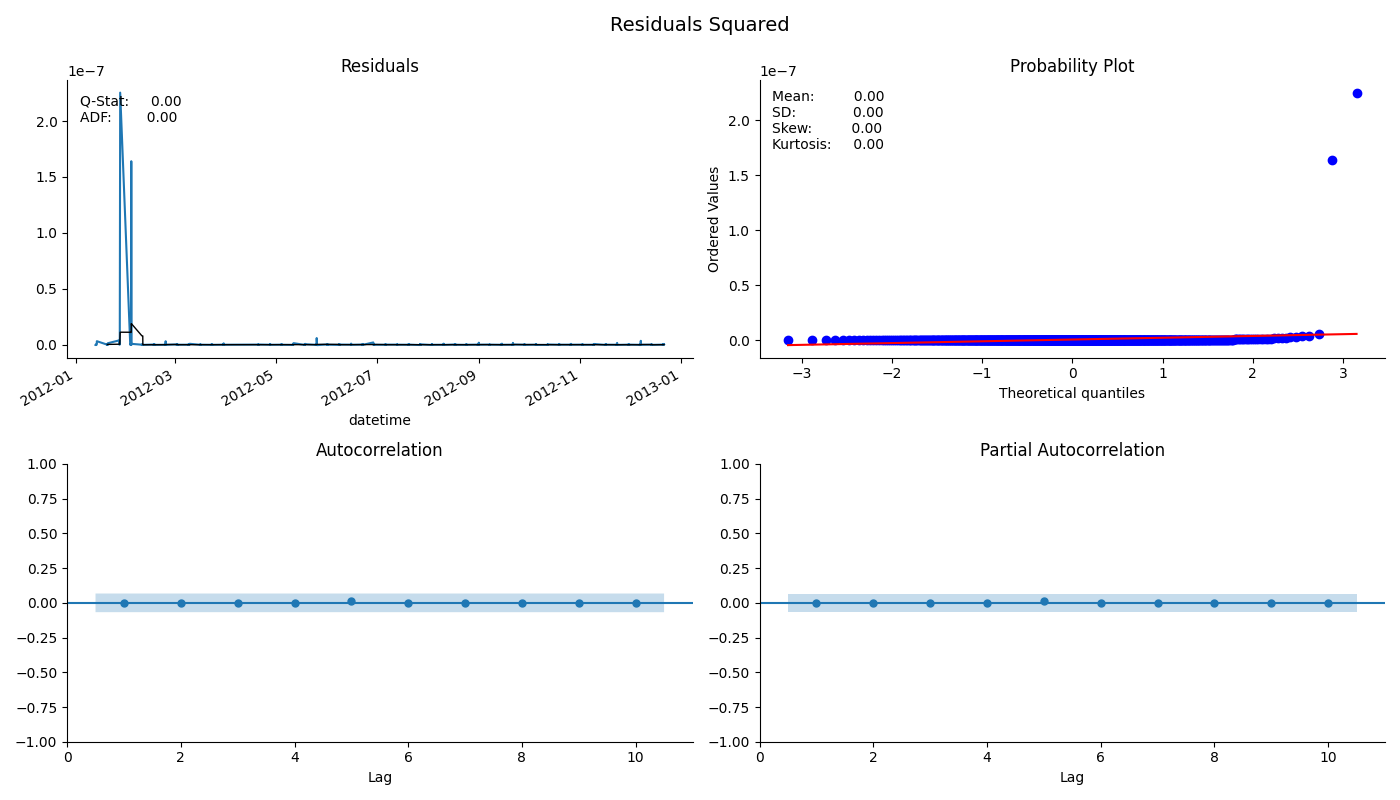 Residuals Squared
Residuals
1e−7
Q-Stat: 0.00
ADF: 0.00
2.0
1.5
1.0
0.5
0.0
2012-01
2012-03
2012-05
2012-07
2012-09
2012-11
2013-01
datetime
Probability Plot
1e−7
Mean: 0.00
SD: 0.00
Skew: 0.00
Kurtosis: 0.00
Ordered Values
2.0
1.5
1.0
0.5
0.0
−3 −2 −1 0 1 2 3
Theoretical quantiles
Autocorrelation
1.00
0.75
0.50
0.25
0.00
−0.25
−0.50
−0.75
−1.00
0 2 4 6 8 10
Lag
Partial Autocorrelation
1.00
0.75
0.50
0.25
0.00
−0.25
−0.50
−0.75
−1.00
0 2 4 6 8 10
Lag